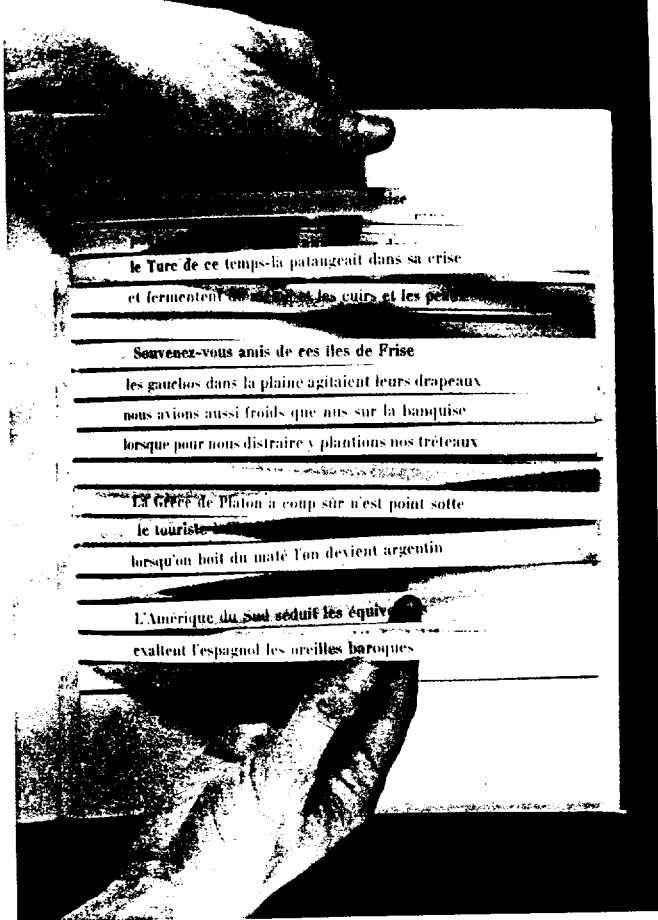 le Turc de ce temps-là pataugeait dans sa crise
et fermentent et les cuirs et les
Souvenez-vous amis de ces îles de Frise
les gauchos dans la plaine agitaient leurs drapeaux
nous avions aussi froids que nus sur la banquise
lorsque pour nous distraire y plantions nos tréteaux
La Grèce de Platon à coup sûr n'est point sotte
le touriste
lorsqu'on boit du maté l'on devient argentin
L'Amérique du Sud séduit les équiv
exaltent l'espagnol les oreilles baroques